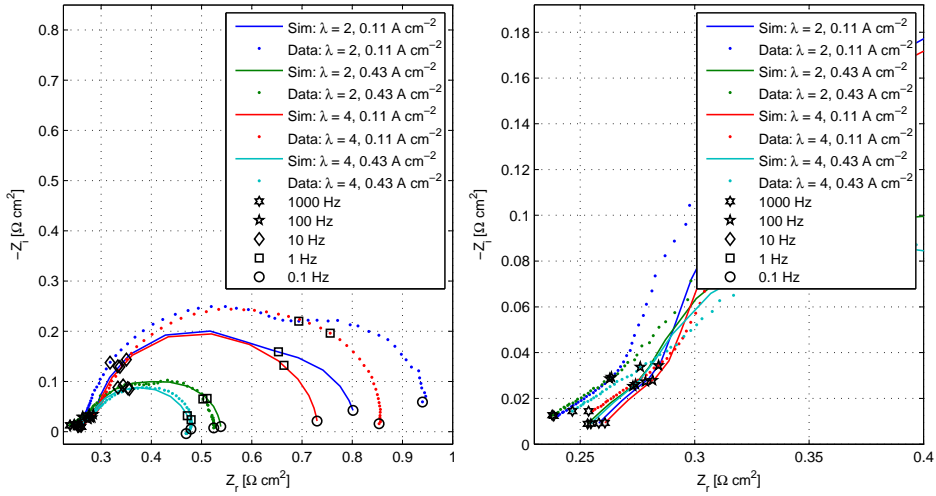 0.8
0.7
0.6
0.5
0.4
0.3
0.2
0.1
0
0.3 0.4 0.5 0.6 0.7 0.8 0.9 1
Z_r [Ω cm²]
−Z_i [Ω cm²]
Sim: λ = 2, 0.11 A cm⁻²
Data: λ = 2, 0.11 A cm⁻²
Sim: λ = 2, 0.43 A cm⁻²
Data: λ = 2, 0.43 A cm⁻²
Sim: λ = 4, 0.11 A cm⁻²
Data: λ = 4, 0.11 A cm⁻²
Sim: λ = 4, 0.43 A cm⁻²
Data: λ = 4, 0.43 A cm⁻²
1000 Hz
100 Hz
10 Hz
1 Hz
0.1 Hz
0.18
0.16
0.14
0.12
0.1
0.08
0.06
0.04
0.02
0
0.25 0.3 0.35 0.4
Z_r [Ω cm²]
−Z_i [Ω cm²]
Sim: λ = 2, 0.11 A cm⁻²
Data: λ = 2, 0.11 A cm⁻²
Sim: λ = 2, 0.43 A cm⁻²
Data: λ = 2, 0.43 A cm⁻²
Sim: λ = 4, 0.11 A cm⁻²
Data: λ = 4, 0.11 A cm⁻²
Sim: λ = 4, 0.43 A cm⁻²
Data: λ = 4, 0.43 A cm⁻²
1000 Hz
100 Hz
10 Hz
1 Hz
0.1 Hz